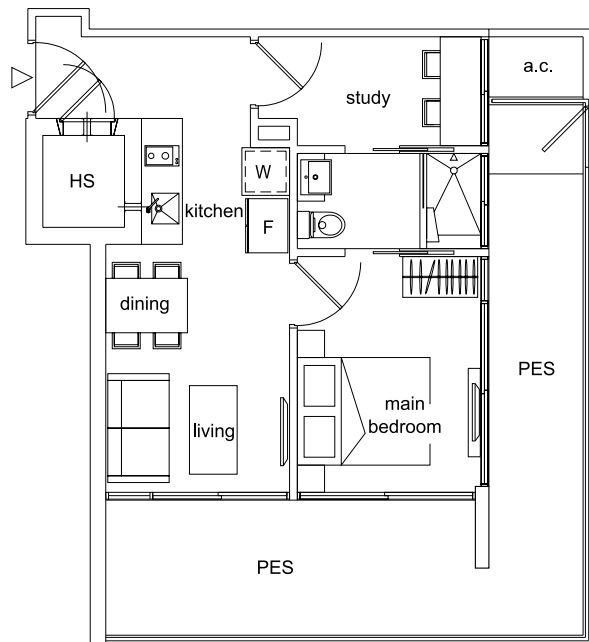 a.c.
study
W
HS
kitchen
F
dining
PES
main
bedroom
living
PES